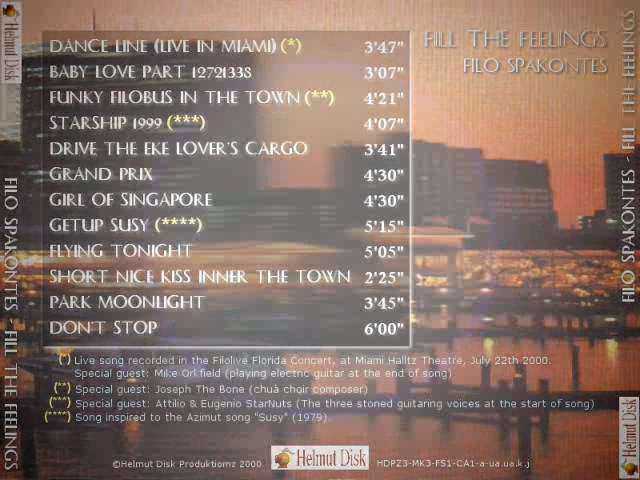 FILL THE FEELINGS
FILO SPAKONTES
DANCE LINE (LIVE IN MIAMI) (*) 3'47"
BABY LOVE PART 12721338 3'07"
FUNKY FILOBUS IN THE TOWN (**) 4'21"
STARSHIP 1999 (***) 4'07"
DRIVE THE EKE LOVER'S CARGO 3'41"
GRAND PRIX 4'30"
GIRL OF SINGAPORE 4'30"
GETUP SUSY (****) 5'15"
FLYING TONIGHT 5'05"
SHORT NICE KISS INNER THE TOWN 2'25"
PARK MOONLIGHT 3'45"
DON'T STOP 6'00"
(*) Live song recorded in the Filolive Florida Concert, at Miami Halltz Theatre, July 22th 2000.
Special guest: Mike Orlfield (playing electric guitar at the end of song)
(**) Special guest: Joseph The Bone (chuà choir composer)
(***) Special guest: Attilio & Eugenio StarNuts (The three stoned guitaring voices at the start of song)
(****) Song inspired to the Azimut song "Susy" (1979).
©Helmut Disk Produktiomz 2000
Helmut Disk
HDPZ3-MK3-FS1-CA1-a-ua.ua.k.j
Helmut Disk
FILO SPAKONTES - FILL THE FEELINGS
FILO SPAKONTES - FILL THE FEELINGS
Helmut Disk